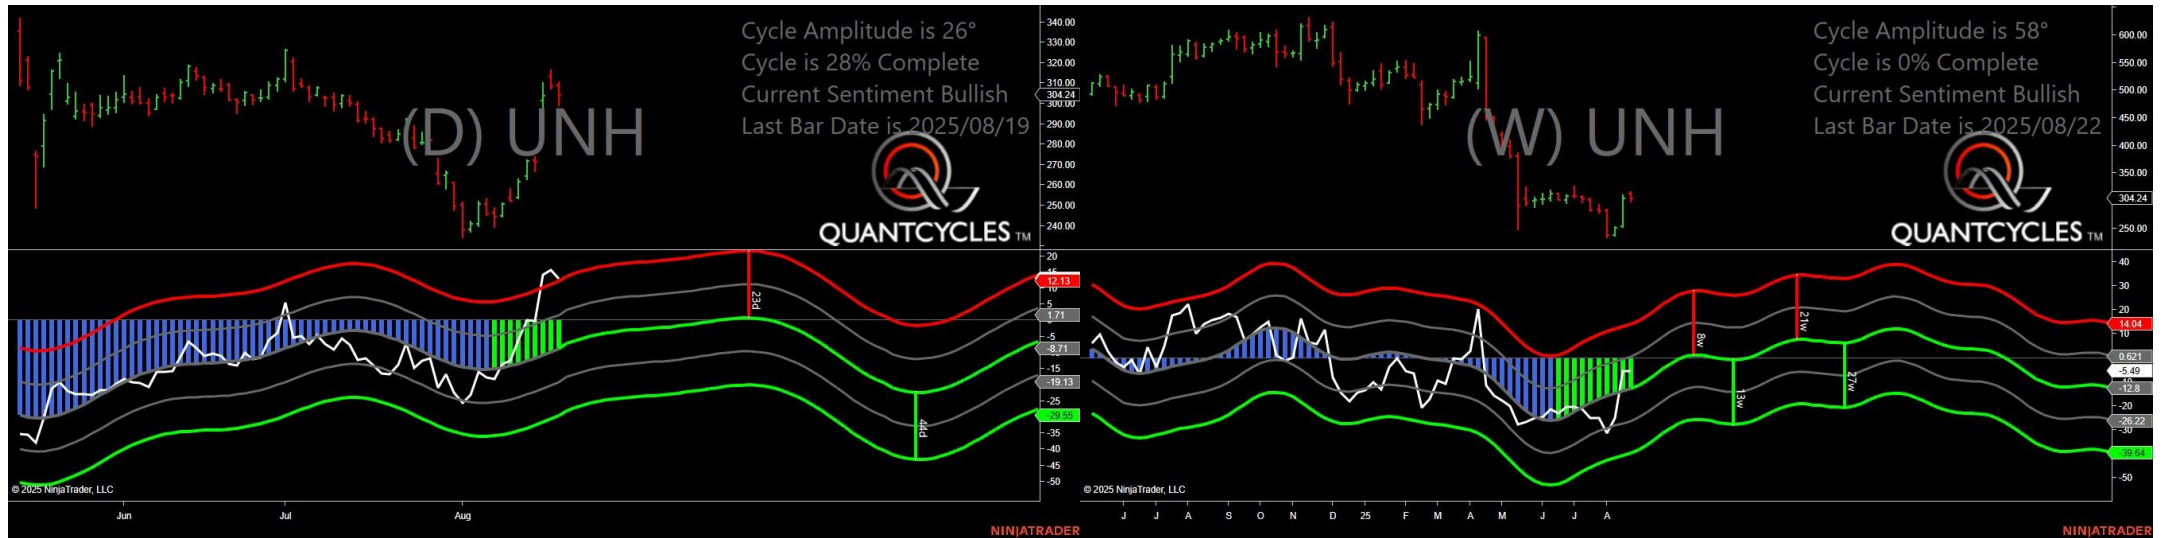 Cycle Amplitude is 26°
Cycle is 28% Complete
Current Sentiment Bullish
Last Bar Date is 2025/08/19
(D) UNH
QUANTCYCLES TM
340.00
330.00
320.00
310.00
304.24
300.00
290.00
280.00
270.00
260.00
250.00
240.00
20
15
12.13
10
5
1.71
-5
-8.71
-15
-19.13
-25
-29.55
-35
-40
-45
-50
23d
44d
© 2025 NinjaTrader, LLC
Jun
Jul
Aug
NINJATRADER
Cycle Amplitude is 58°
Cycle is 0% Complete
Current Sentiment Bullish
Last Bar Date is 2025/08/22
(W) UNH
QUANTCYCLES TM
600.00
550.00
500.00
450.00
400.00
350.00
304.24
250.00
40
30
20
14.04
0.621
-5.49
-12.8
-20
-26.22
-30
-39.64
-50
8w
13w
21w
27w
© 2025 NinjaTrader, LLC
J J A S O N D 25 F M A M J J A
NINJATRADER